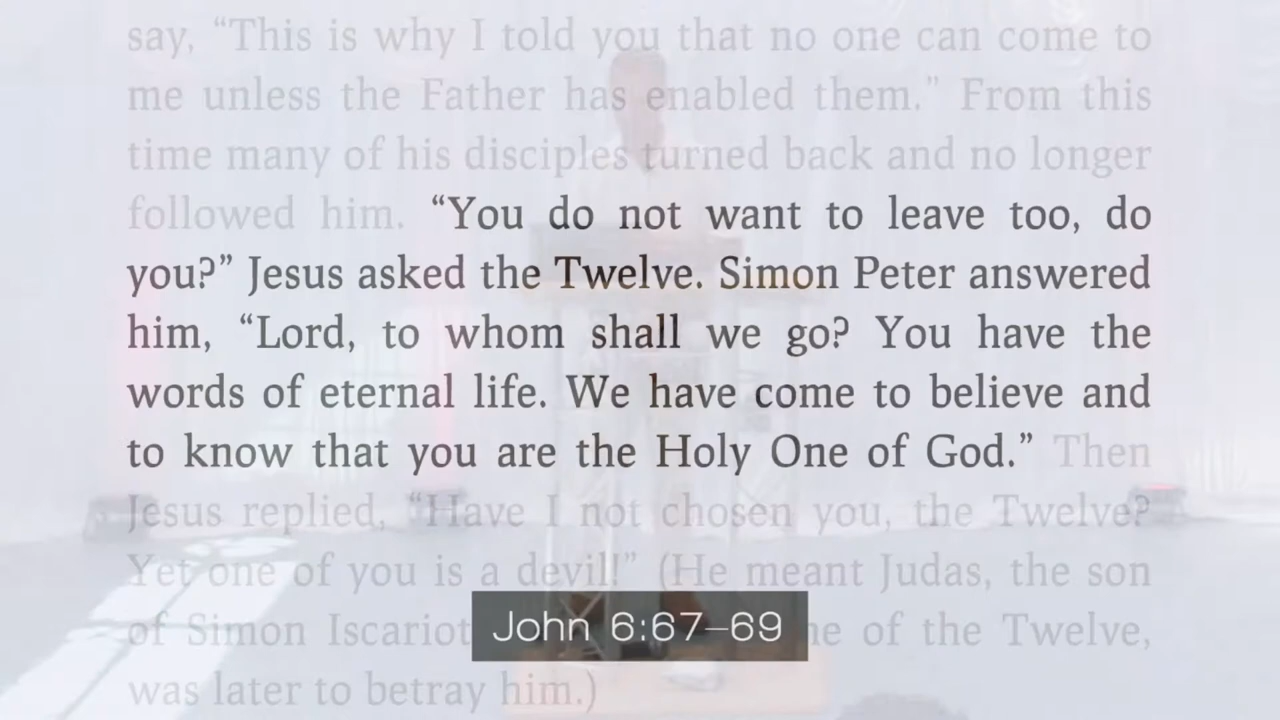 say, “This is why I told you that no one can come to
me unless the Father has enabled them.” From this
time many of his disciples turned back and no longer
followed him. “You do not want to leave too, do
you?” Jesus asked the Twelve. Simon Peter answered
him, “Lord, to whom shall we go? You have the
words of eternal life. We have come to believe and
to know that you are the Holy One of God.” Then
Jesus replied, “Have I not chosen you, the Twelve?
Yet one of you is a devil!” (He meant Judas, the son
of Simon Iscariot of the Twelve,
John 6:67–69
was later to betray him.)